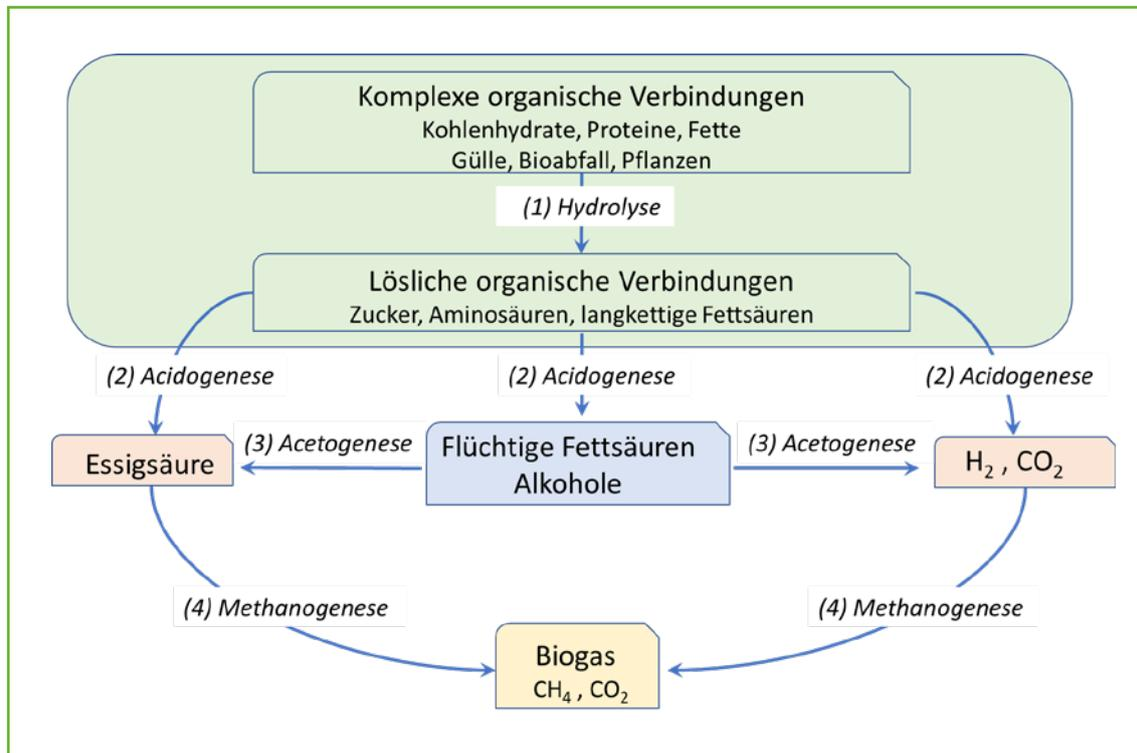 Komplexe organische Verbindungen
Kohlenhydrate, Proteine, Fette
Gülle, Bioabfall, Pflanzen
(1) Hydrolyse
Lösliche organische Verbindungen
Zucker, Aminosäuren, langkettige Fettsäuren
(2) Acidogenese
(2) Acidogenese
(2) Acidogenese
Essigsäure
(3) Acetogenese
Flüchtige Fettsäuren
Alkohole
(3) Acetogenese
H₂ , CO₂
(4) Methanogenese
(4) Methanogenese
Biogas
CH₄ , CO₂